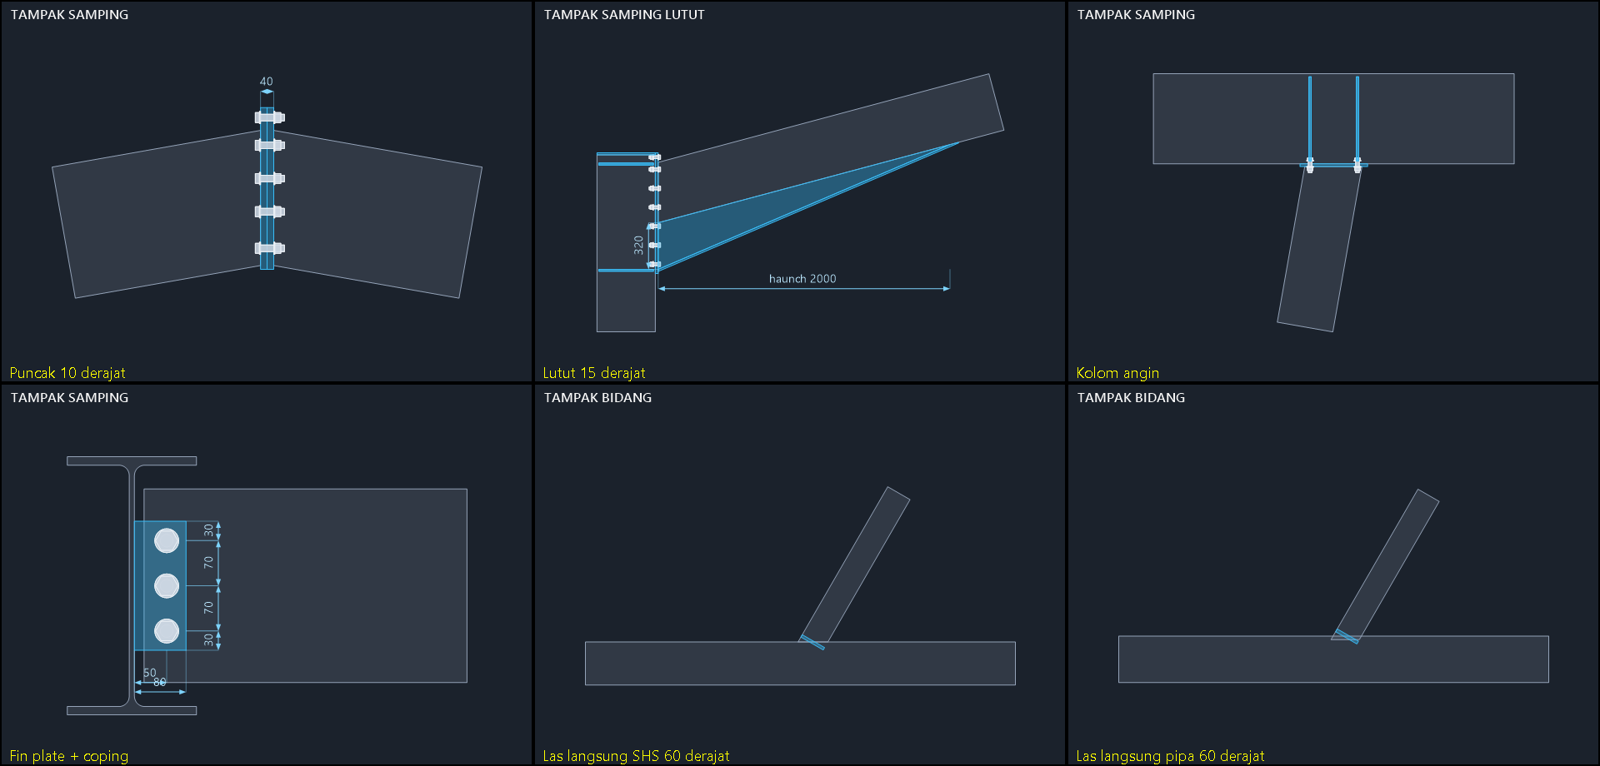 TAMPAK SAMPING
40
Puncak 10 derajat
TAMPAK SAMPING LUTUT
320
haunch 2000
Lutut 15 derajat
TAMPAK SAMPING
Kolom angin
TAMPAK SAMPING
30
70
70
30
50
80
Fin plate + coping
TAMPAK BIDANG
Las langsung SHS 60 derajat
TAMPAK BIDANG
Las langsung pipa 60 derajat